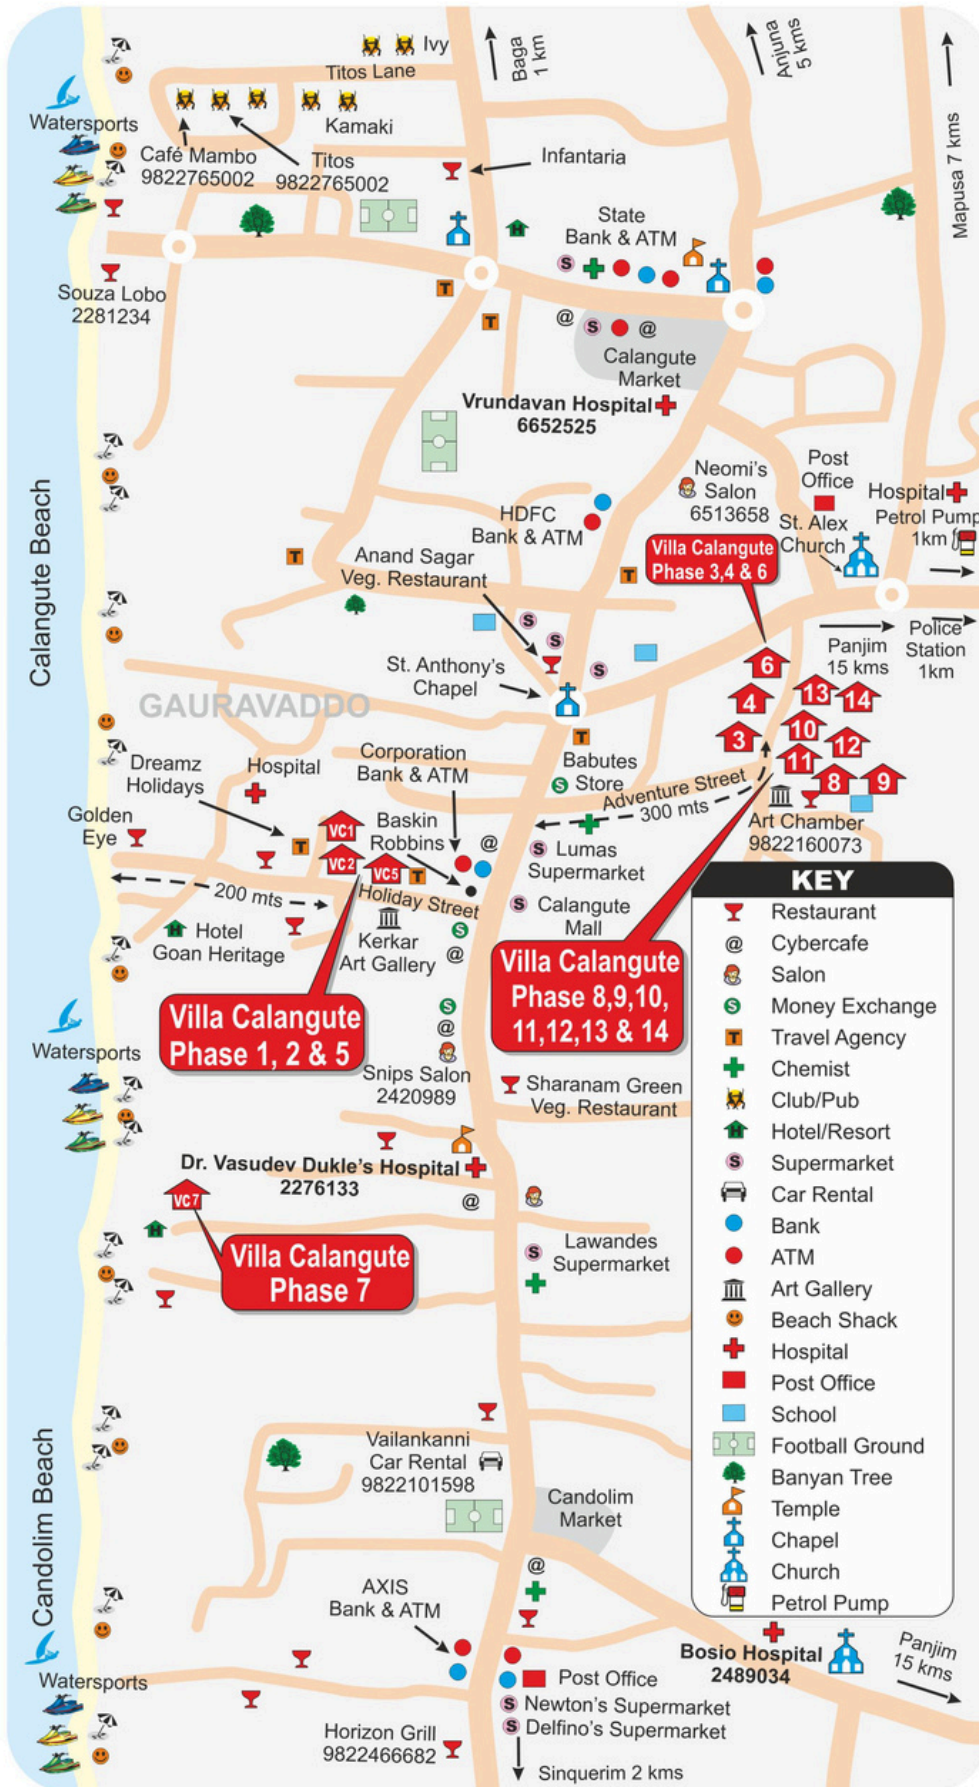 Ivy
Titos Lane
Baga
1 km
Anjuna
5 kms
Mapusa 7 kms
Watersports
Kamaki
Café Mambo
9822765002
Titos
9822765002
Infantaria
State
Bank & ATM
H
S
T
T
@
S
@
Souza Lobo
2281234
Calangute
Market
Vrundavan Hospital
6652525
Calangute Beach
Neomi's
Salon
6513658
Post
Office
Hospital
Petrol Pump
1km
St. Alex
Church
HDFC
Bank & ATM
Anand Sagar
Veg. Restaurant
T
T
Villa Calangute
Phase 3,4 & 6
S
S
S
St. Anthony's
Chapel
Panjim
15 kms
Police
Station
1km
6
4
3
13
14
10
12
11
8
9
GAURAVADDO
T
Babutes
Store
S
Adventure Street
300 mts
Corporation
Bank & ATM
Dreamz
Holidays
Hospital
Golden
Eye
T
VC1
VC2
VC5
T
Baskin
Robbins
@
S
Lumas
Supermarket
Art Chamber
9822160073
200 mts
Holiday Street
S
Calangute
Mall
H
Hotel
Goan Heritage
Kerkar
Art Gallery
S
@
Villa Calangute
Phase 8,9,10,
11,12,13 & 14
Villa Calangute
Phase 1, 2 & 5
S
@
Watersports
Snips Salon
2420989
Sharanam Green
Veg. Restaurant
Dr. Vasudev Dukle's Hospital
2276133
@
VC7
H
Villa Calangute
Phase 7
S
Lawandes
Supermarket
KEY
Restaurant
@ Cybercafe
Salon
S Money Exchange
T Travel Agency
Chemist
Club/Pub
H Hotel/Resort
S Supermarket
Car Rental
Bank
ATM
Art Gallery
Beach Shack
Hospital
Post Office
School
Football Ground
Banyan Tree
Temple
Chapel
Church
Petrol Pump
Vailankanni
Car Rental
9822101598
Candolim
Market
Candolim Beach
@
AXIS
Bank & ATM
Watersports
Bosio Hospital
2489034
Panjim
15 kms
Post Office
S Newton's Supermarket
S Delfino's Supermarket
Horizon Grill
9822466682
Sinquerim 2 kms